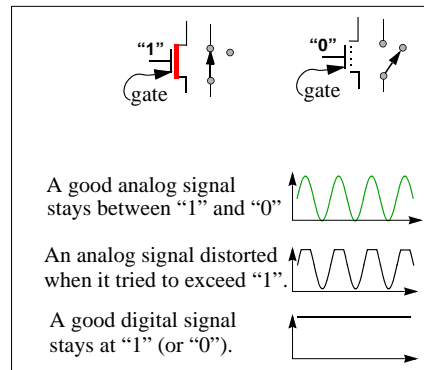 “1” “0”
gate gate
A good analog signal
stays between “1” and “0”
An analog signal distorted
when it tried to exceed “1”.
A good digital signal
stays at “1” (or “0”).